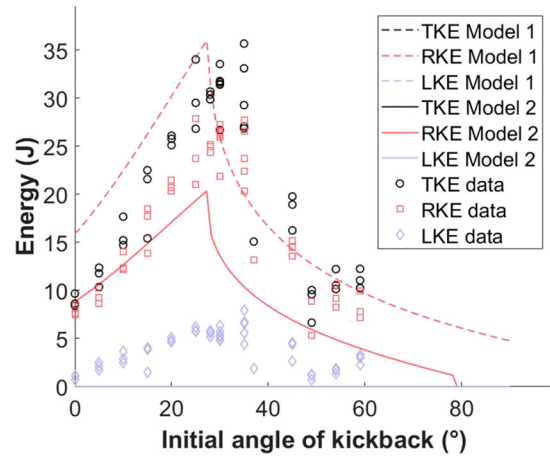 TKE Model 1
RKE Model 1
LKE Model 1
TKE Model 2
RKE Model 2
LKE Model 2
TKE data
RKE data
LKE data
Energy (J)
35
30
25
20
15
10
5
0
0 20 40 60 80
Initial angle of kickback (°)